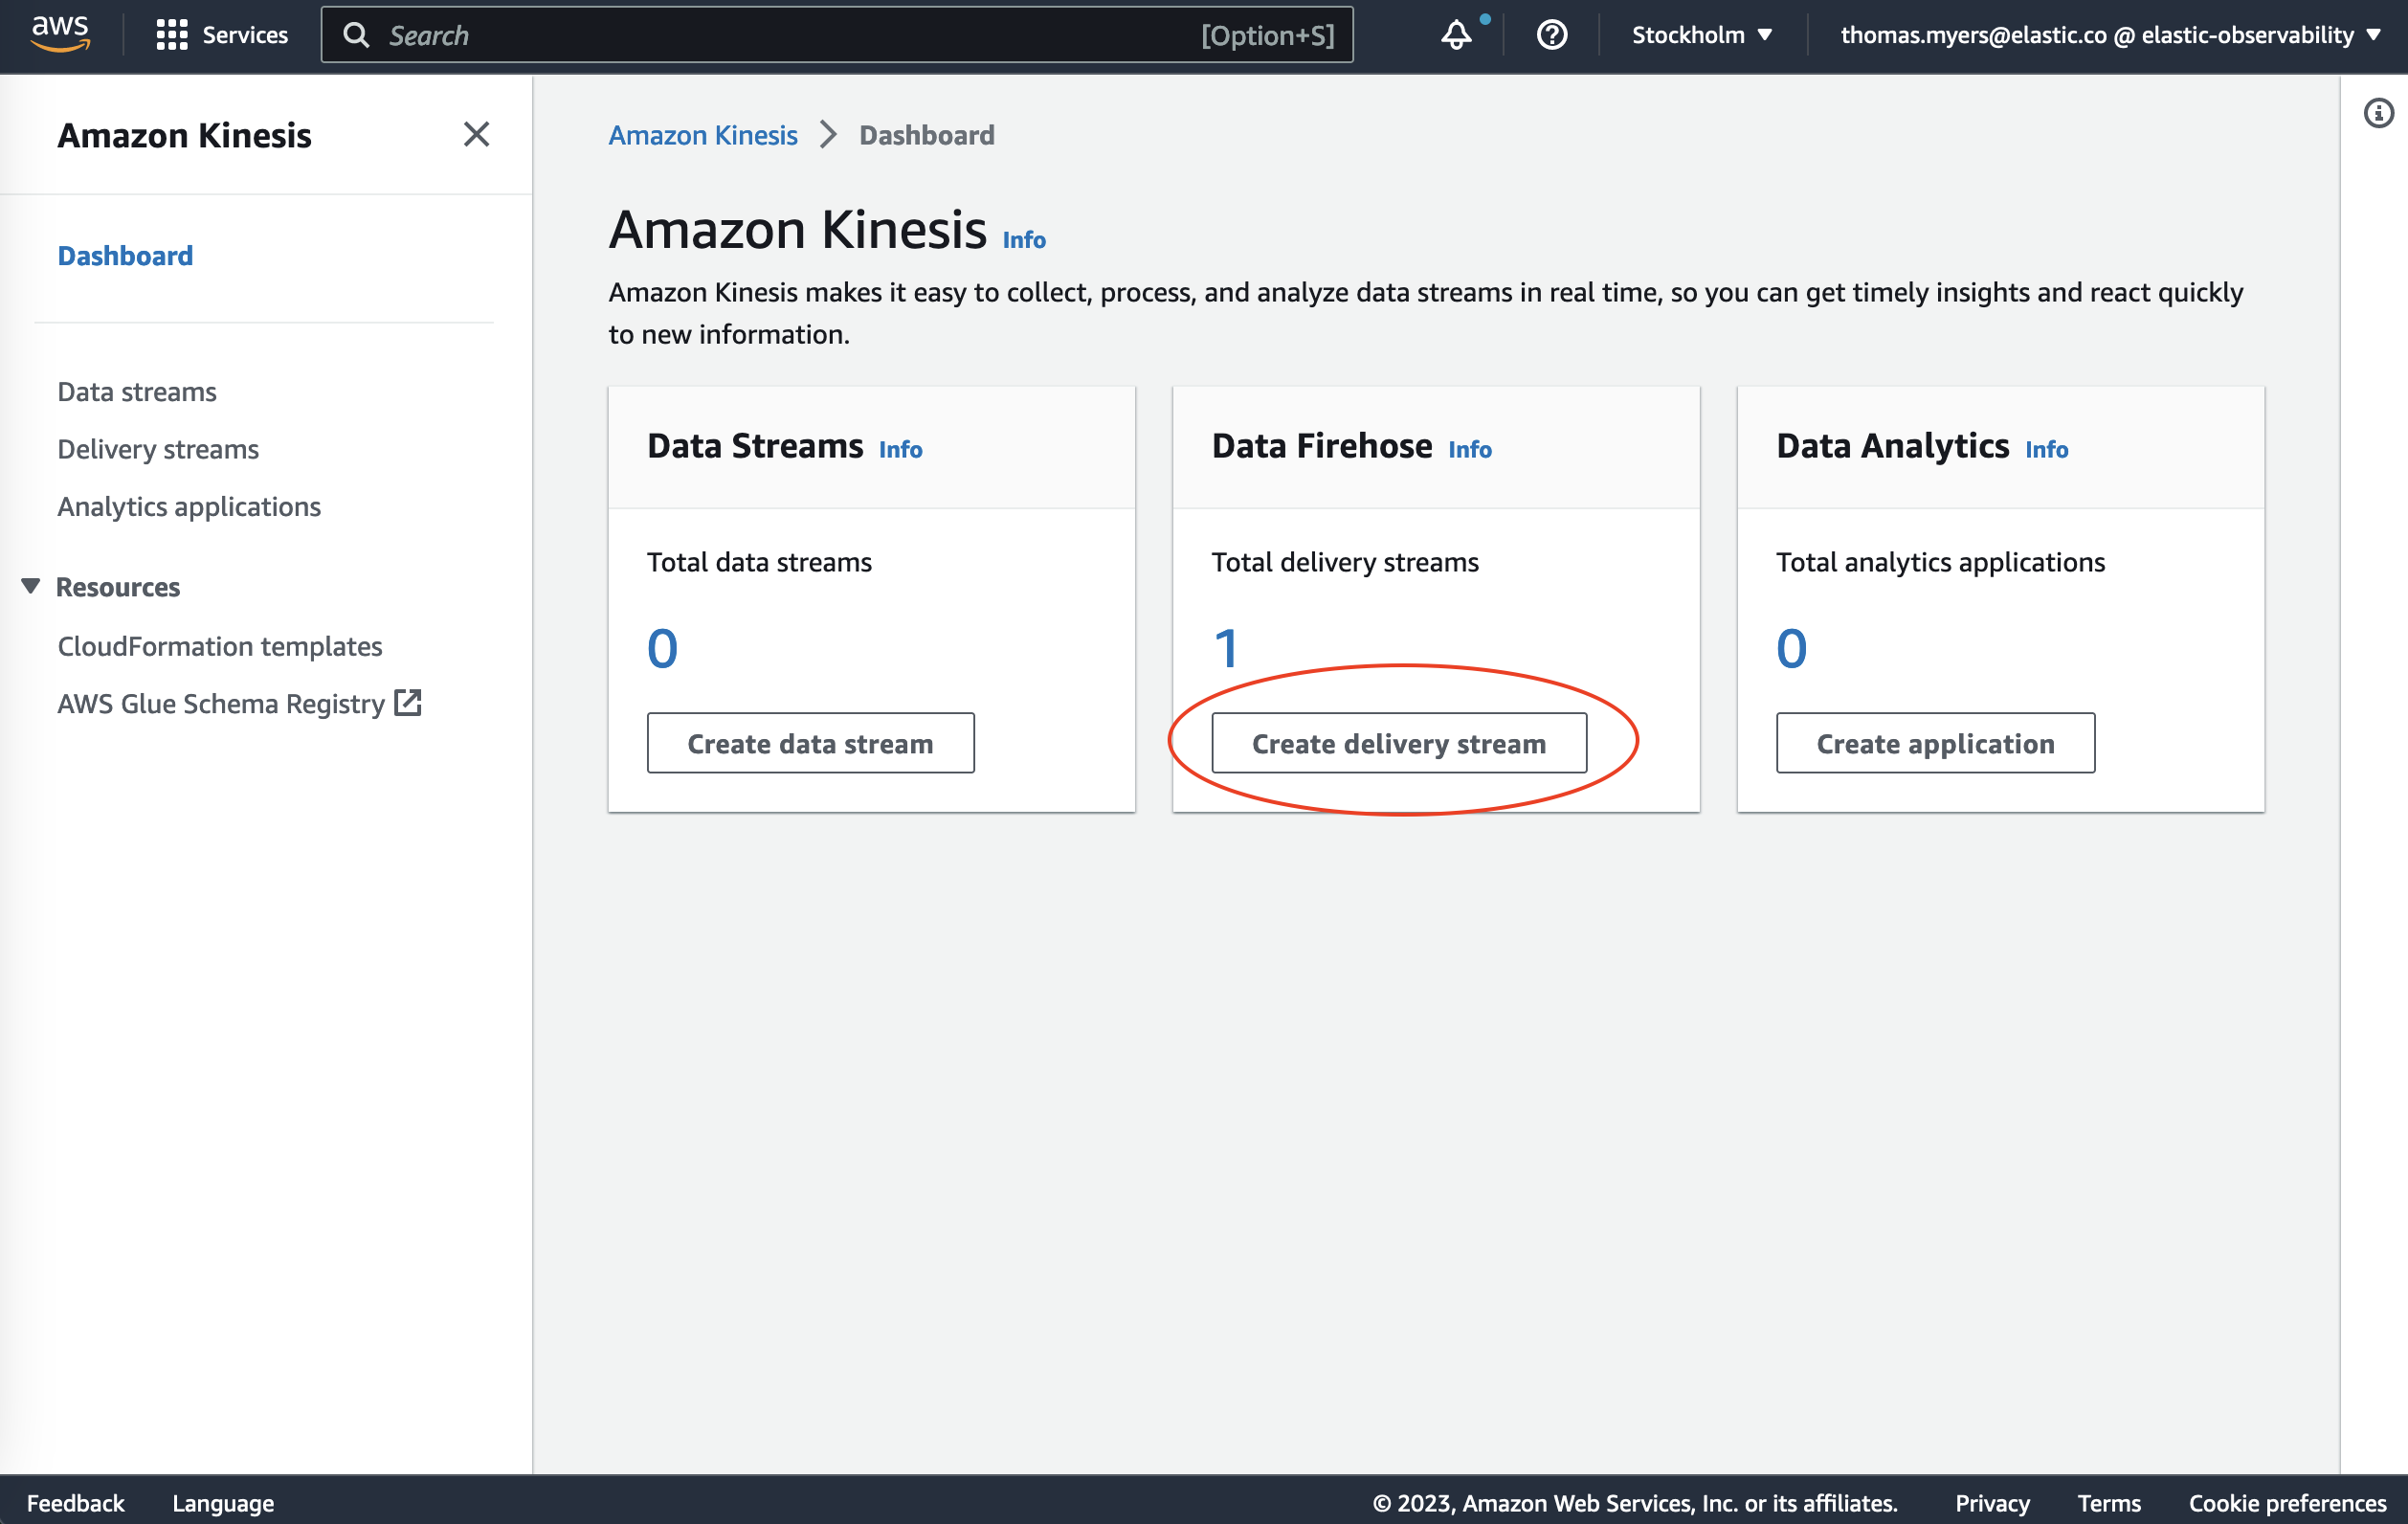 aws Services Search [Option+S] Stockholm thomas.myers@elastic.co @ elastic-observability
Amazon Kinesis
Dashboard
Data streams
Delivery streams
Analytics applications
Resources
CloudFormation templates
AWS Glue Schema Registry
Amazon Kinesis Dashboard
Amazon Kinesis Info
Amazon Kinesis makes it easy to collect, process, and analyze data streams in real time, so you can get timely insights and react quickly
to new information.
Data Streams Info
Total data streams
0
Create data stream
Data Firehose Info
Total delivery streams
1
Create delivery stream
Data Analytics Info
Total analytics applications
0
Create application
Feedback Language © 2023, Amazon Web Services, Inc. or its affiliates. Privacy Terms Cookie preferences